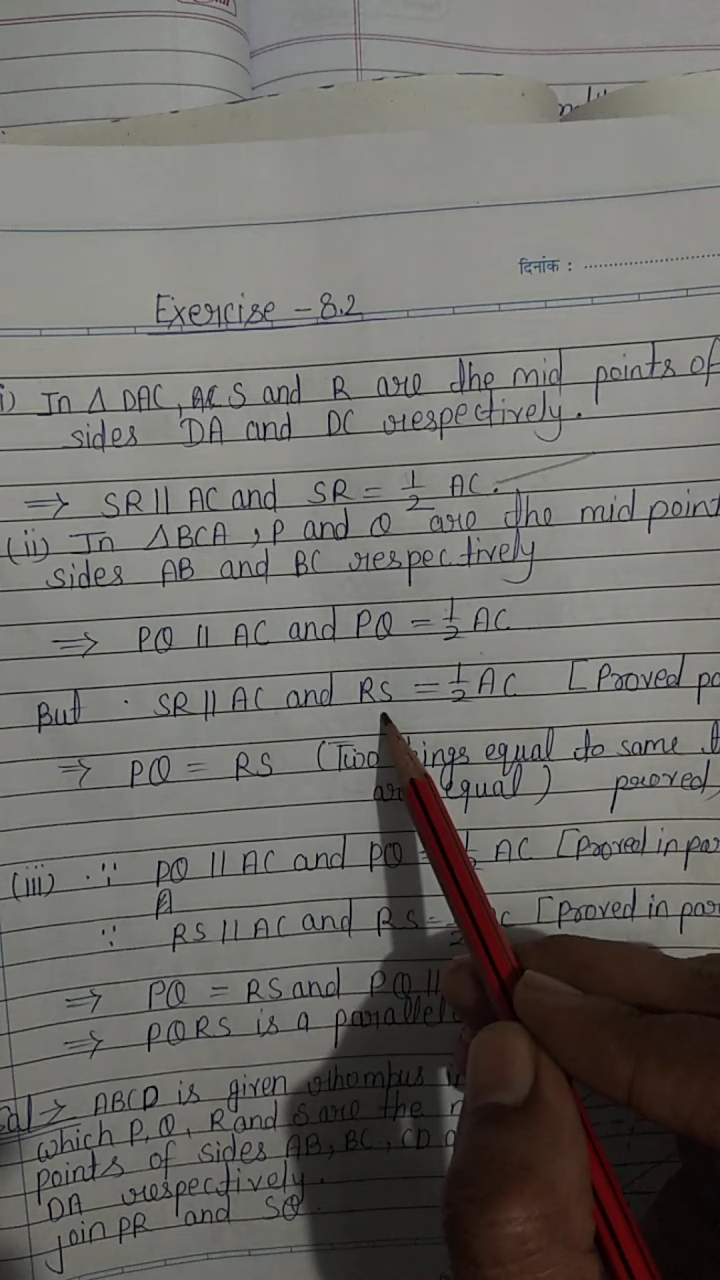 दिनांक :
Exercise - 8.2
i) In Δ DAC, S and R are the mid points of
sides DA and DC respectively.
⇒ SR || AC and SR = 1/2 AC.
(ii) In ΔBCA, P and Q are the mid point
sides AB and BC respectively
⇒ PQ || AC and PQ = 1/2 AC
But SR || AC and RS = 1/2 AC [Proved
⇒ PQ = RS (Two things equal to same
are equal) proved
(iii) ∵ PQ || AC and PQ = 1/2 AC [Proved in
∵ RS || AC and RS = [Proved in
⇒ PQ = RS and PQ ||
⇒ PQRS is a
ABCD is given rhombus
which P, Q, R and S are the
points of sides AB, BC, CD
DA respectively.
join PR and SQ